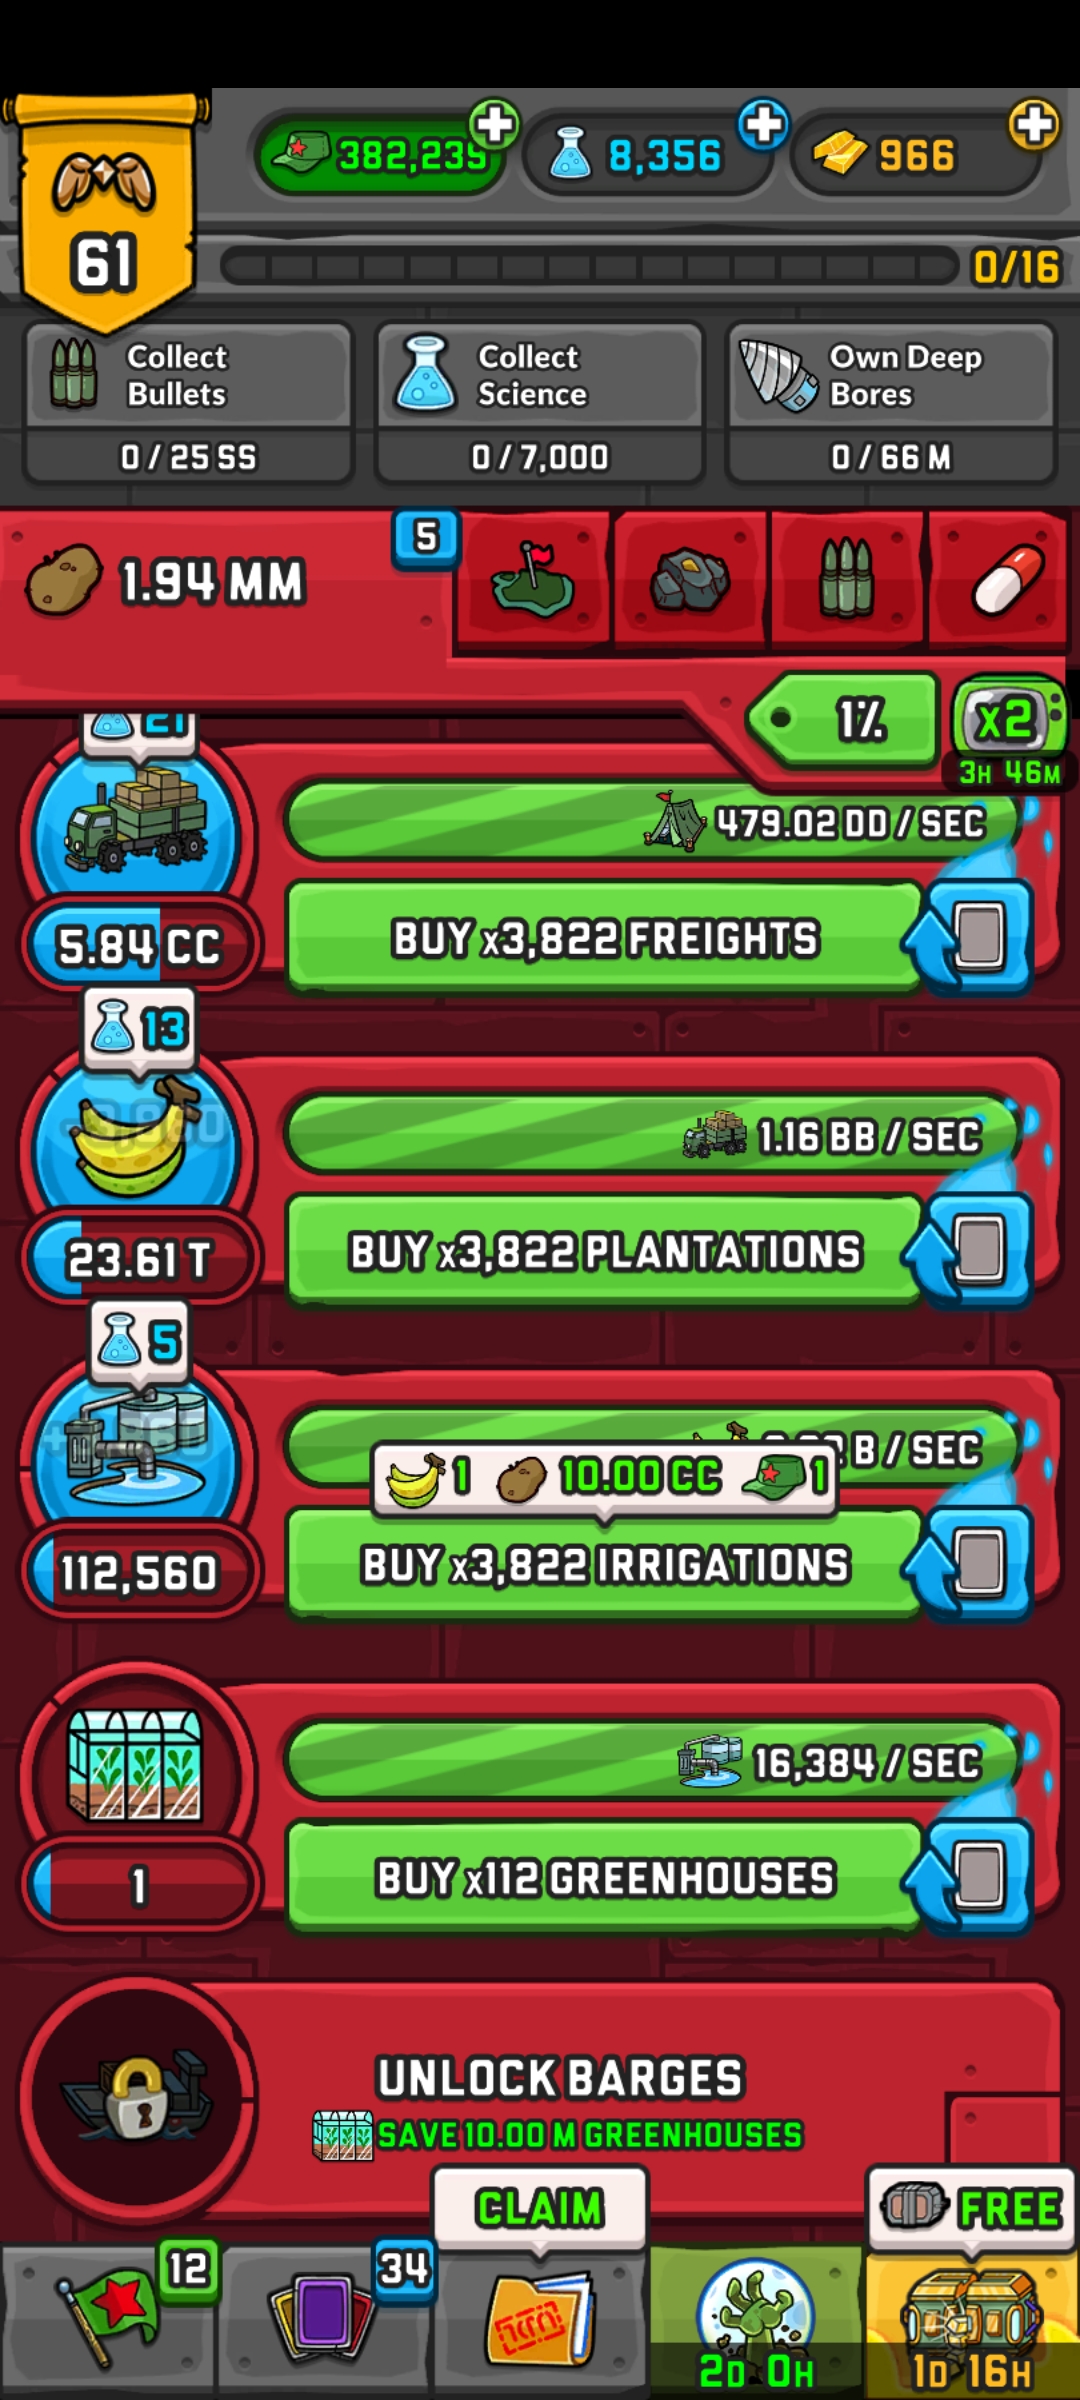 382,239
8,356
966
61
0/16
Collect
Bullets
0 / 25 SS
Collect
Science
0 / 7,000
Own Deep
Bores
0 / 66 M
1.94 MM
5
1%
x2
3H 46M
21
479.02 DD / SEC
5.84 CC
BUY x3,822 FREIGHTS
13
1.16 BB / SEC
23.61 T
BUY x3,822 PLANTATIONS
5
B / SEC
1 10.00 CC 1
112,560
BUY x3,822 IRRIGATIONS
16,384 / SEC
1
BUY x112 GREENHOUSES
UNLOCK BARGES
SAVE 10.00 M GREENHOUSES
CLAIM
FREE
12
34
2D 0H
1D 16H